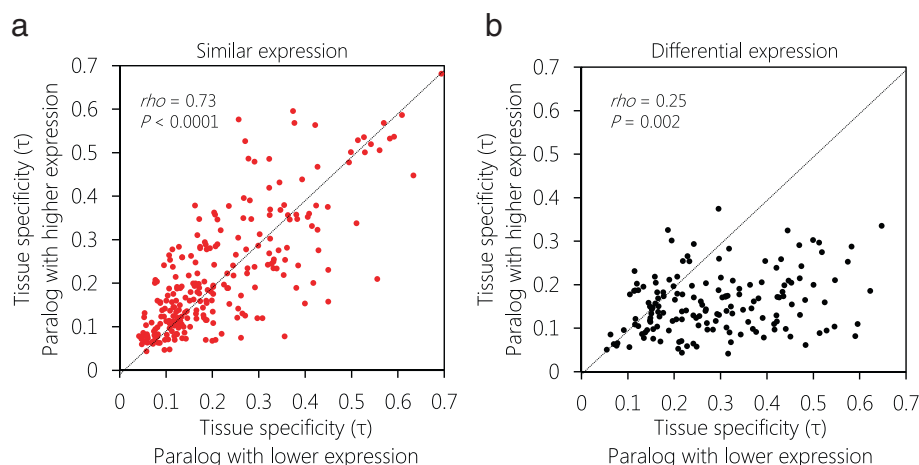 a
Similar expression
rho = 0.73
P < 0.0001
Tissue specificity (τ)
Paralog with higher expression
0.7
0.6
0.5
0.4
0.3
0.2
0.1
0
0 0.1 0.2 0.3 0.4 0.5 0.6 0.7
Tissue specificity (τ)
Paralog with lower expression
b
Differential expression
rho = 0.25
P = 0.002
Tissue specificity (τ)
Paralog with higher expression
0.7
0.6
0.5
0.4
0.3
0.2
0.1
0
0 0.1 0.2 0.3 0.4 0.5 0.6 0.7
Tissue specificity (τ)
Paralog with lower expression